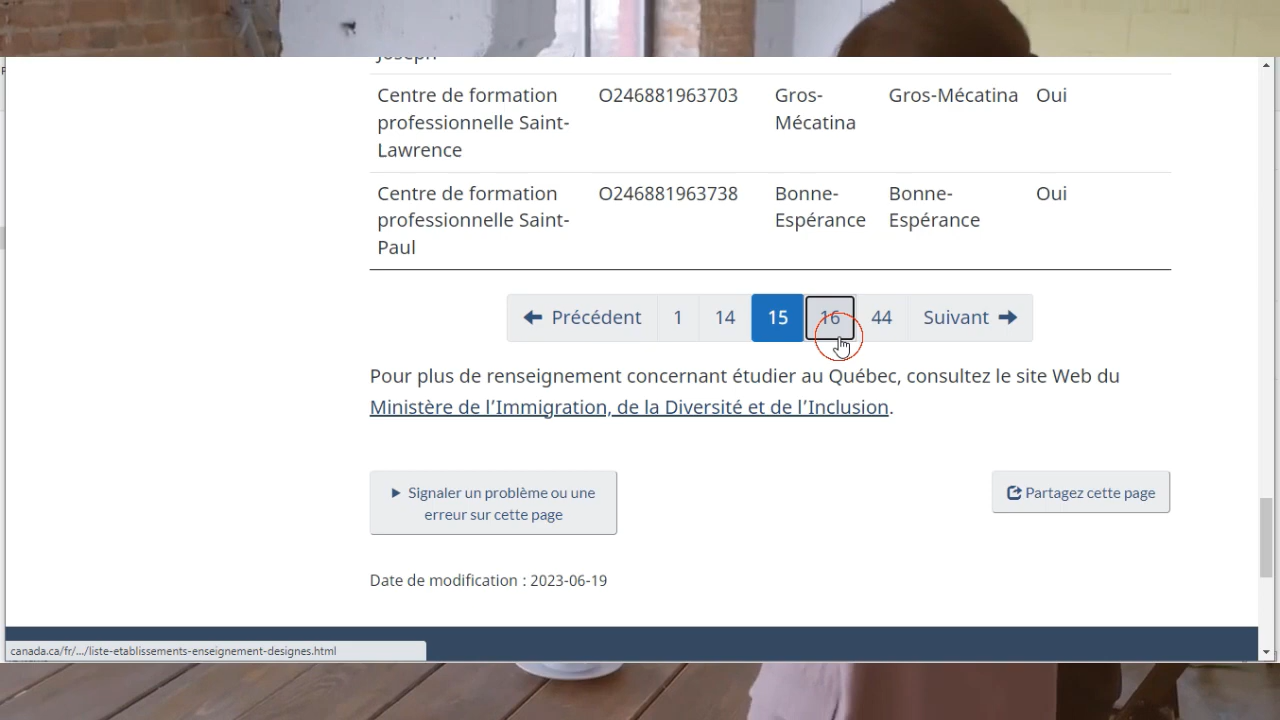 Joseph
Centre de formation O246881963703 Gros- Gros-Mécatina Oui
professionnelle Saint- Mécatina
Lawrence
Centre de formation O246881963738 Bonne- Bonne- Oui
professionnelle Saint- Espérance Espérance
Paul
Précédent 1 14 15 16 44 Suivant
Pour plus de renseignement concernant étudier au Québec, consultez le site Web du
Ministère de l'Immigration, de la Diversité et de l'Inclusion.
Signaler un problème ou une
erreur sur cette page
Partagez cette page
Date de modification : 2023-06-19
canada.ca/fr/.../liste-etablissements-enseignement-designes.html